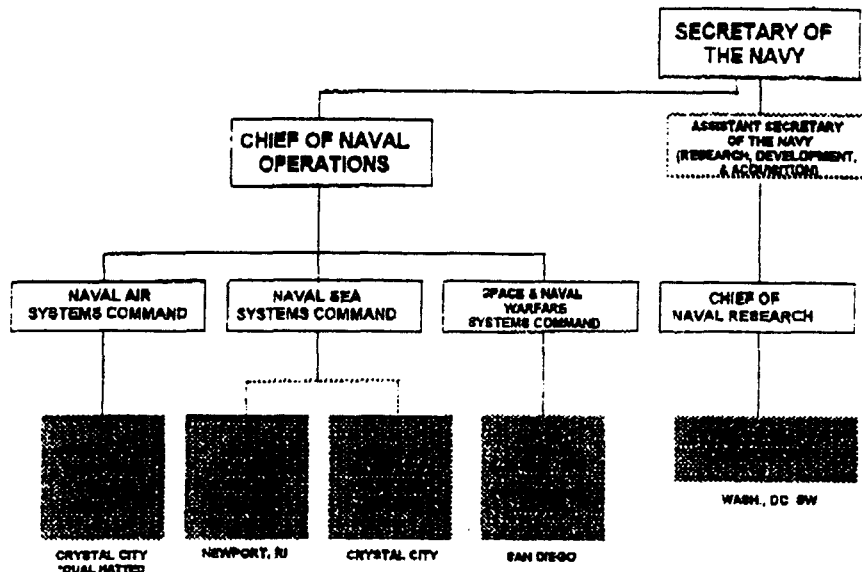 SECRETARY OF
THE NAVY
CHIEF OF NAVAL
OPERATIONS
ASSISTANT SECRETARY
OF THE NAVY
(RESEARCH, DEVELOPMENT,
& ACQUISITION)
NAVAL AIR
SYSTEMS COMMAND
NAVAL SEA
SYSTEMS COMMAND
SPACE & NAVAL
WARFARE
SYSTEMS COMMAND
CHIEF OF
NAVAL RESEARCH
CRYSTAL CITY
*DUAL HATTED
NEWPORT, RI
CRYSTAL CITY
SAN DIEGO
WASH., DC SW